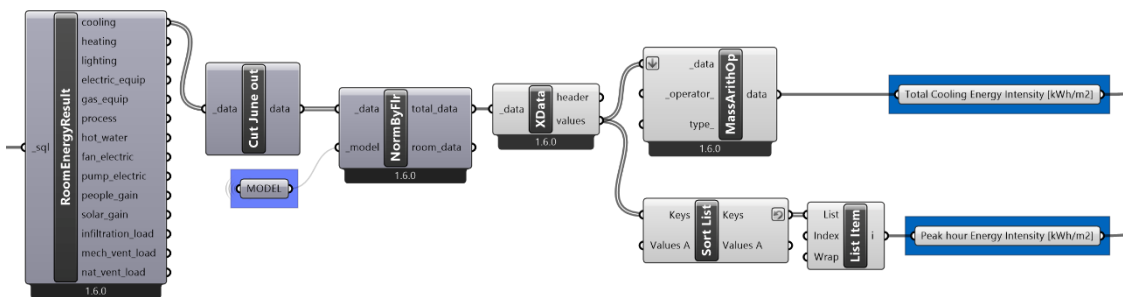 _sql
RoomEnergyResult
cooling
heating
lighting
electric_equip
gas_equip
process
hot_water
fan_electric
pump_electric
people_gain
solar_gain
infiltration_load
mech_vent_load
nat_vent_load
1.6.0
_data
Cut June out
data
MODEL
_data
_model
NormByFlr
total_data
room_data
1.6.0
_data
XData
header
values
1.6.0
_data
_operator_
type_
MassArithOp
data
1.6.0
Total Cooling Energy Intensity [kWh/m2]
Keys
Values A
Sort List
Keys
Values A
List
Index
Wrap
List Item
i
Peak hour Energy Intensity [kWh/m2]